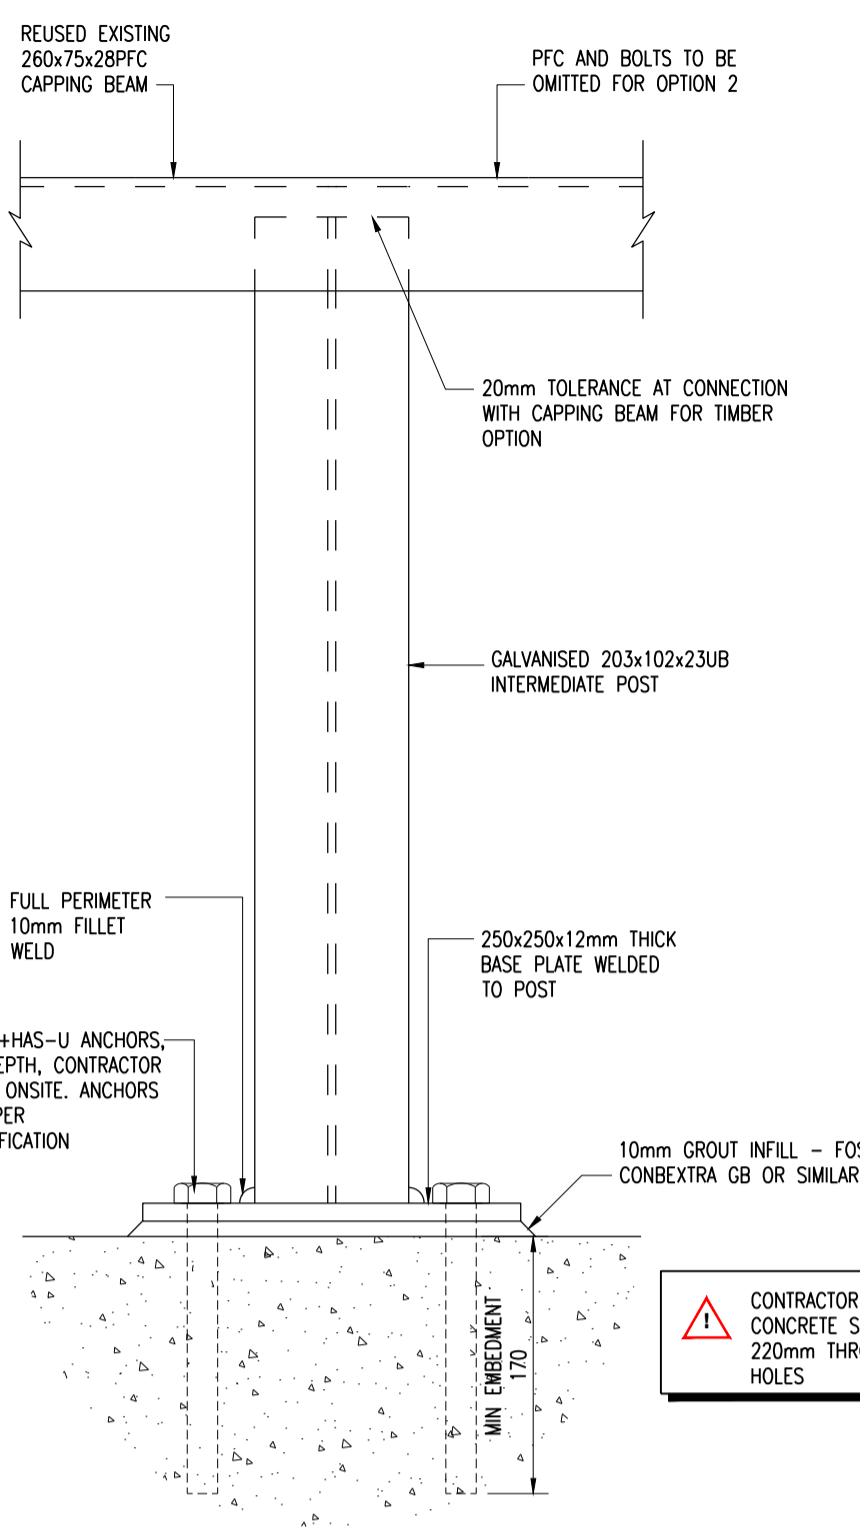 REUSED EXISTING
260x75x28PFC
CAPPING BEAM
PFC AND BOLTS TO BE
OMITTED FOR OPTION 2
20mm TOLERANCE AT CONNECTION
WITH CAPPING BEAM FOR TIMBER
OPTION
GALVANISED 203x102x23UB
INTERMEDIATE POST
FULL PERIMETER
10mm FILLET
WELD
250x250x12mm THICK
BASE PLATE WELDED
TO POST
+HAS-U ANCHORS,
EPTH, CONTRACTOR
ONSITE. ANCHORS
PER
FICATION
10mm GROUT INFILL - FOS
CONBEXTRA GB OR SIMILAR
MIN EMBEDMENT
170
!
CONTRACTOR
CONCRETE S
220mm THRO
HOLES